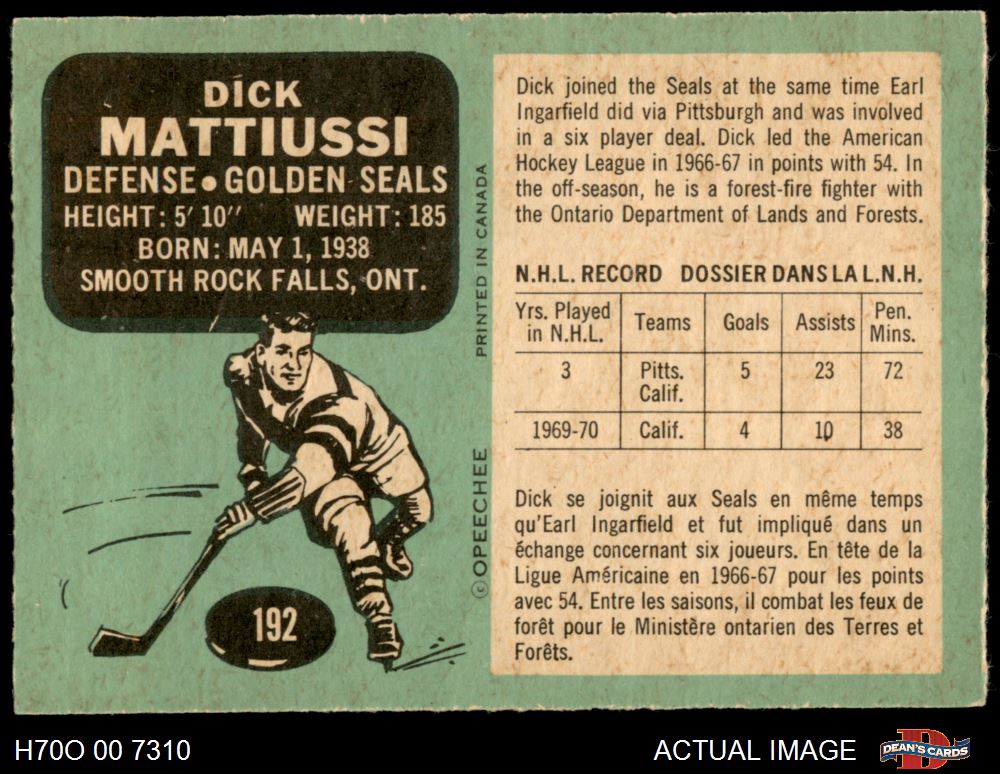 DICK
MATTIUSSI
DEFENSE • GOLDEN SEALS
HEIGHT: 5' 10" WEIGHT: 185
BORN: MAY 1, 1938
SMOOTH ROCK FALLS, ONT.
192
© OPEECHEE PRINTED IN CANADA
Dick joined the Seals at the same time Earl
Ingarfield did via Pittsburgh and was involved
in a six player deal. Dick led the American
Hockey League in 1966-67 in points with 54. In
the off-season, he is a forest-fire fighter with
the Ontario Department of Lands and Forests.
N.H.L. RECORD DOSSIER DANS LA L.N.H.
Yrs. Played
in N.H.L. Teams Goals Assists Pen.
Mins.
3 Pitts.
Calif. 5 23 72
1969-70 Calif. 4 10 38
Dick se joignit aux Seals en même temps
qu'Earl Ingarfield et fut impliqué dans un
échange concernant six joueurs. En tête de la
Ligue Américaine en 1966-67 pour les points
avec 54. Entre les saisons, il combat les feux de
forêt pour le Ministère ontarien des Terres et
Forêts.
H70O 00 7310 ACTUAL IMAGE DEAN'S CARDS